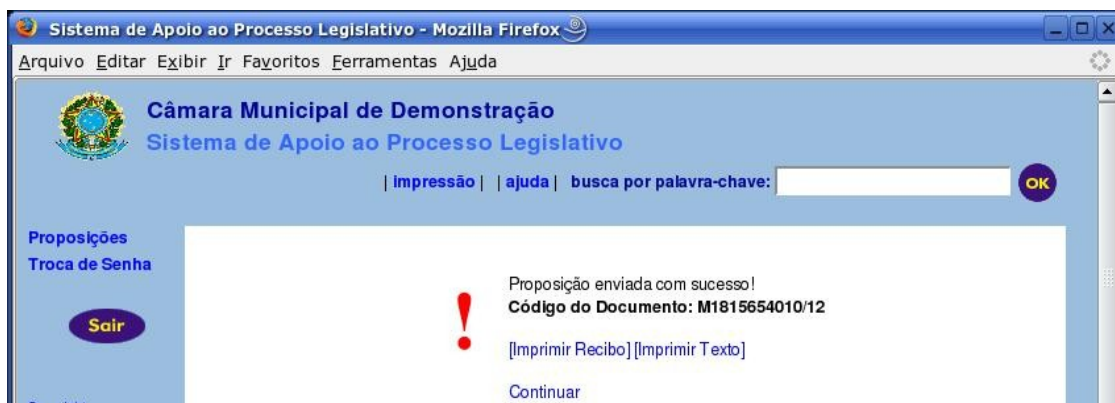 Sistema de Apoio ao Processo Legislativo - Mozilla Firefox
Arquivo Editar Exibir Ir Favoritos Ferramentas Ajuda
Câmara Municipal de Demonstração
Sistema de Apoio ao Processo Legislativo
| impressão | | ajuda | busca por palavra-chave: OK
Proposições
Troca de Senha
Sair
Proposição enviada com sucesso!
Código do Documento: M1815654010/12
[Imprimir Recibo] [Imprimir Texto]
Continuar